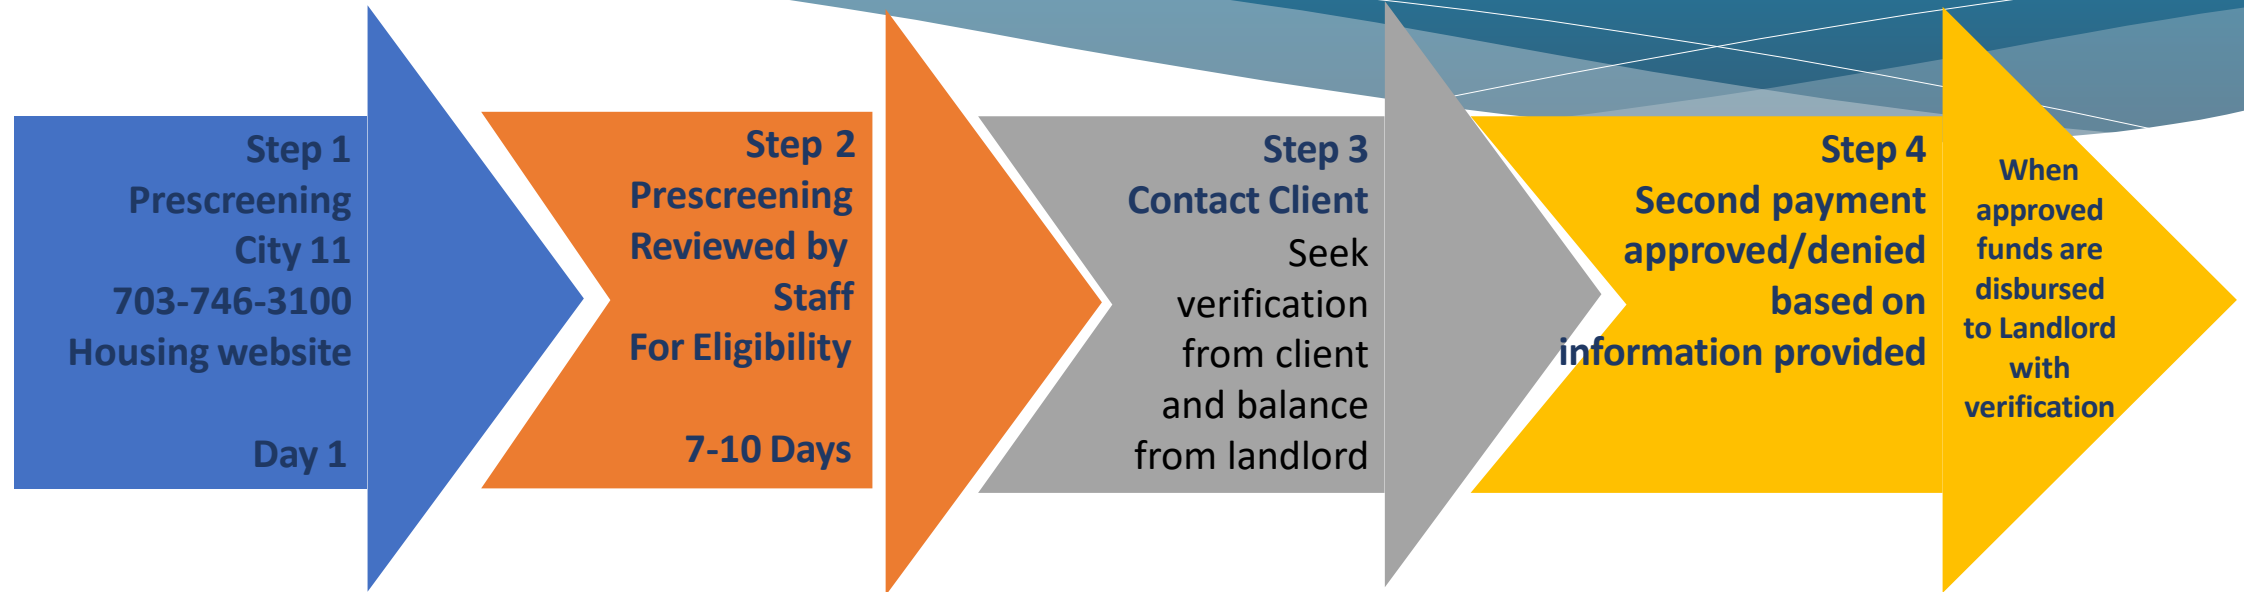 Step 1
Prescreening
City 11
703-746-3100
Housing website
Day 1
Step 2
Prescreening
Reviewed by
Staff
For Eligibility
7-10 Days
Step 3
Contact Client
Seek
verification
from client
and balance
from landlord
Step 4
Second payment
approved/denied
based on
information provided
When
approved
funds are
disbursed
to Landlord
with
verification